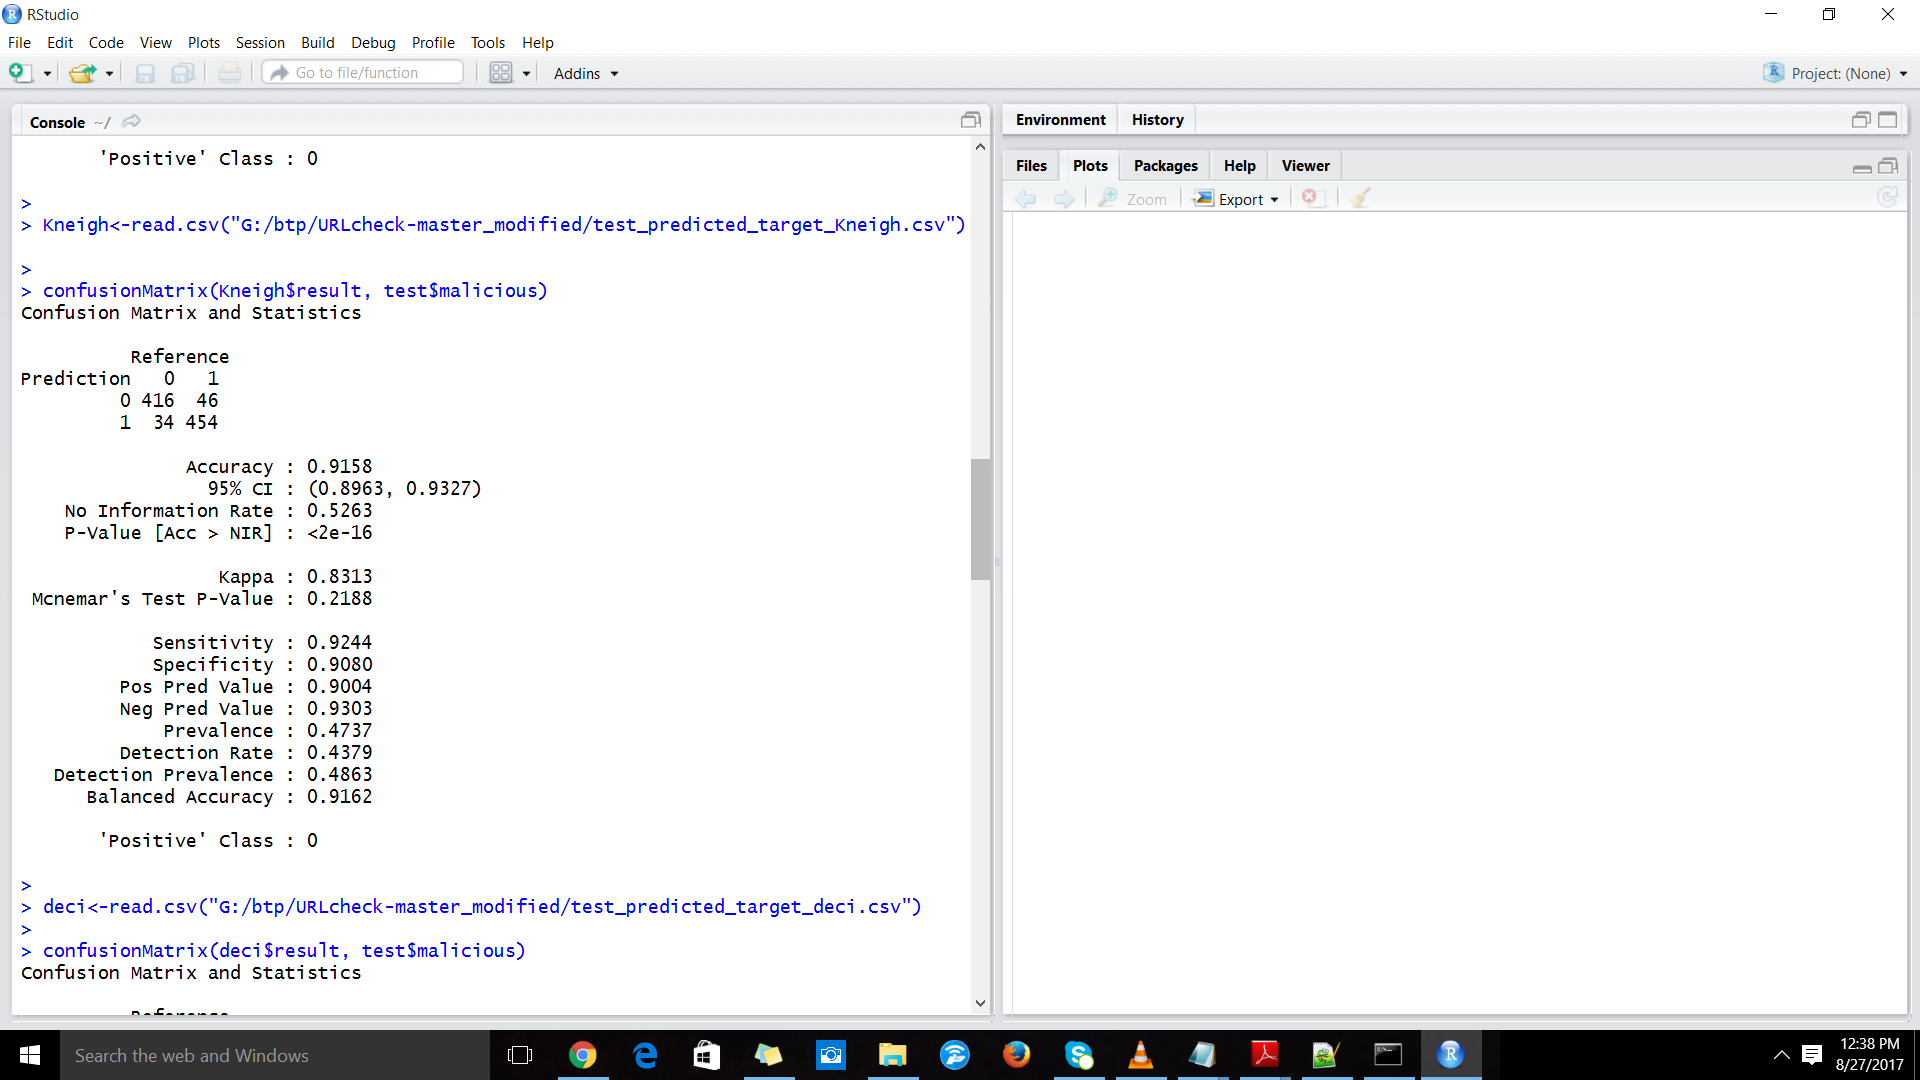 RStudio
File Edit Code View Plots Session Build Debug Profile Tools Help
Go to file/function Addins Project: (None)
Console ~/
'Positive' Class : 0
>
> Kneigh<-read.csv("G:/btp/URLcheck-master_modified/test_predicted_target_Kneigh.csv")
>
> confusionMatrix(Kneigh$result, test$malicious)
Confusion Matrix and Statistics
Reference
Prediction 0 1
0 416 46
1 34 454
Accuracy : 0.9158
95% CI : (0.8963, 0.9327)
No Information Rate : 0.5263
P-Value [Acc > NIR] : <2e-16
Kappa : 0.8313
Mcnemar's Test P-Value : 0.2188
Sensitivity : 0.9244
Specificity : 0.9080
Pos Pred Value : 0.9004
Neg Pred Value : 0.9303
Prevalence : 0.4737
Detection Rate : 0.4379
Detection Prevalence : 0.4863
Balanced Accuracy : 0.9162
'Positive' Class : 0
>
> deci<-read.csv("G:/btp/URLcheck-master_modified/test_predicted_target_deci.csv")
>
> confusionMatrix(deci$result, test$malicious)
Confusion Matrix and Statistics
Reference
Environment History
Files Plots Packages Help Viewer
Zoom Export
Search the web and Windows
12:38 PM
8/27/2017